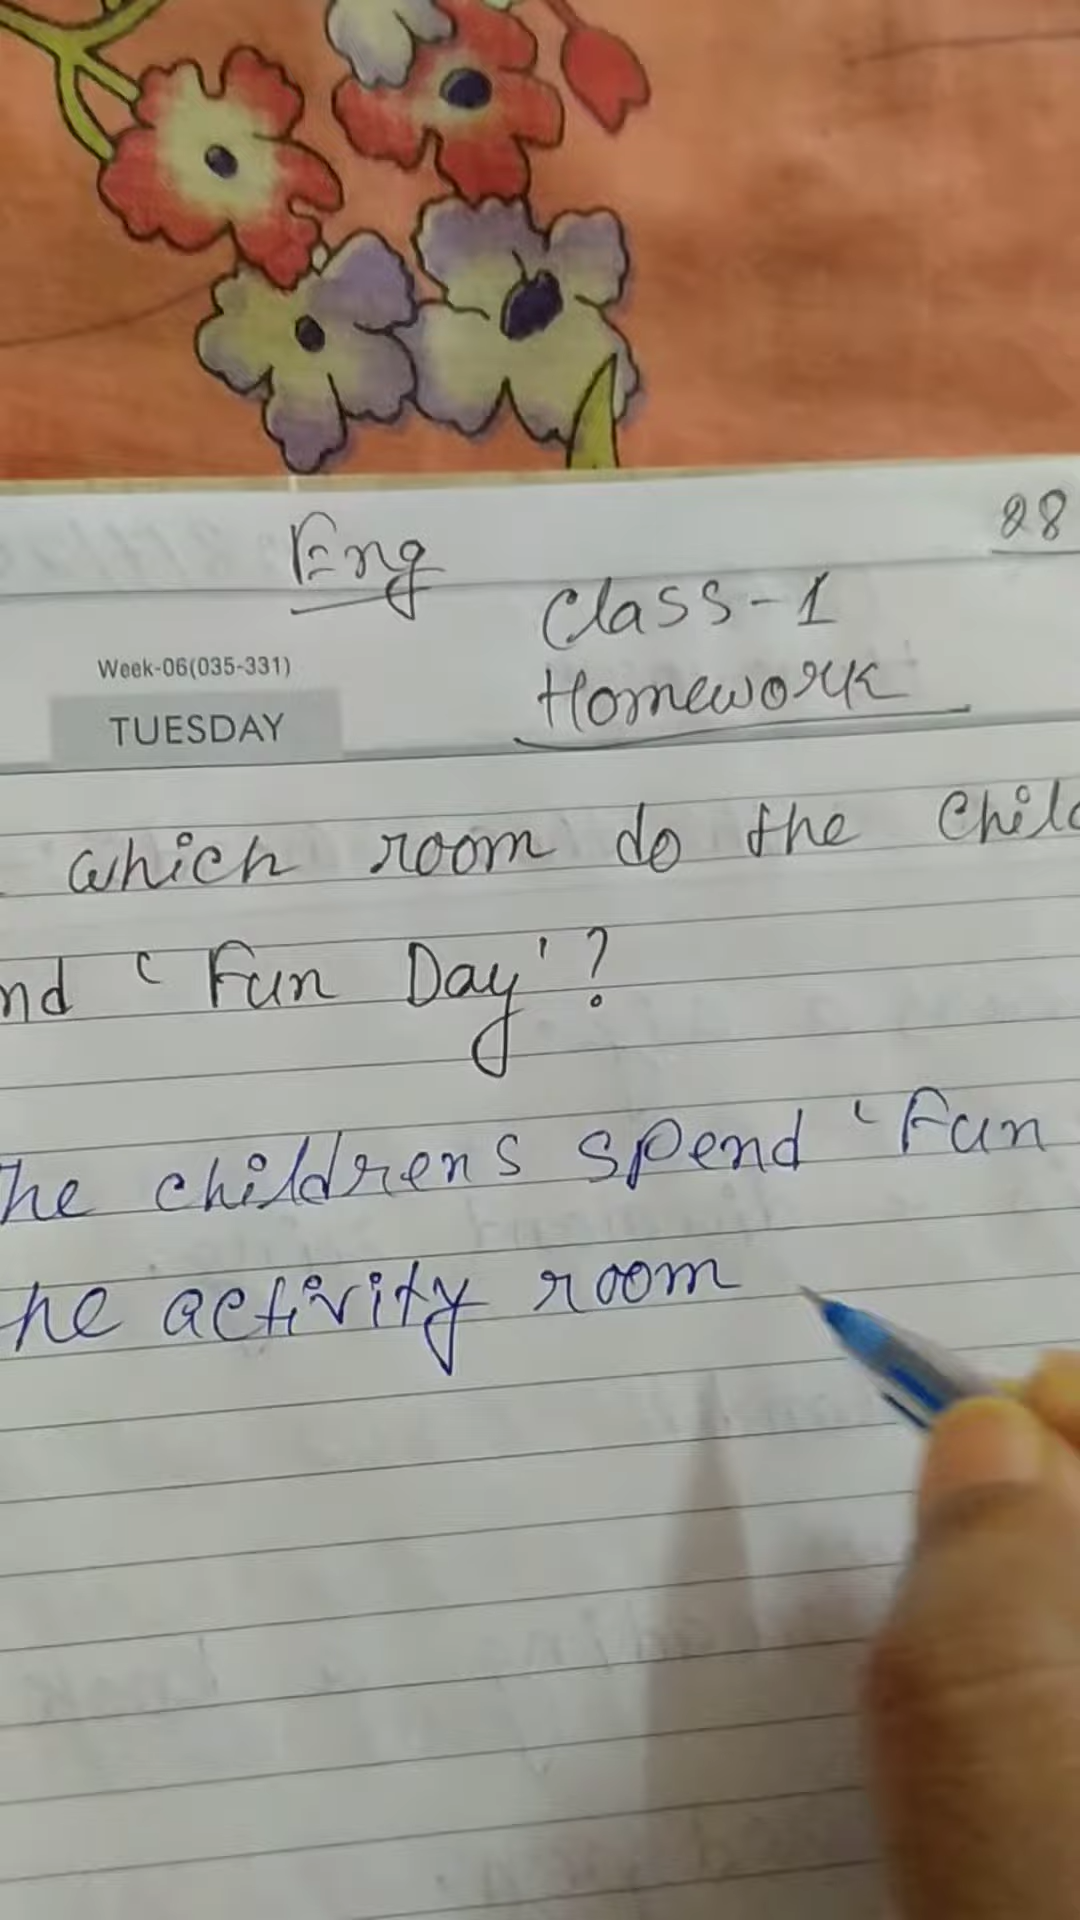 Eng
28
Class-1
Week-06(035-331)
Homework
TUESDAY
which room do the Child
nd ' Fun Day'?
he childrens spend ' Fun
he activity room